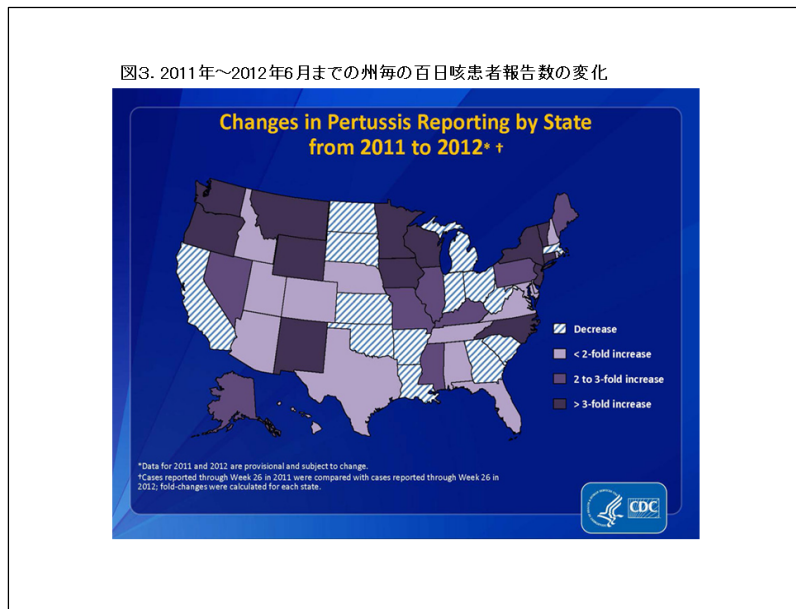 図３．2011年～2012年6月までの州毎の百日咳患者報告数の変化
Changes in Pertussis Reporting by State
from 2011 to 2012* †
Decrease
< 2-fold increase
2 to 3-fold increase
> 3-fold increase
*Data for 2011 and 2012 are provisional and subject to change.
†Cases reported through Week 26 in 2011 were compared with cases reported through Week 26 in
2012; fold-changes were calculated for each state.
CDC